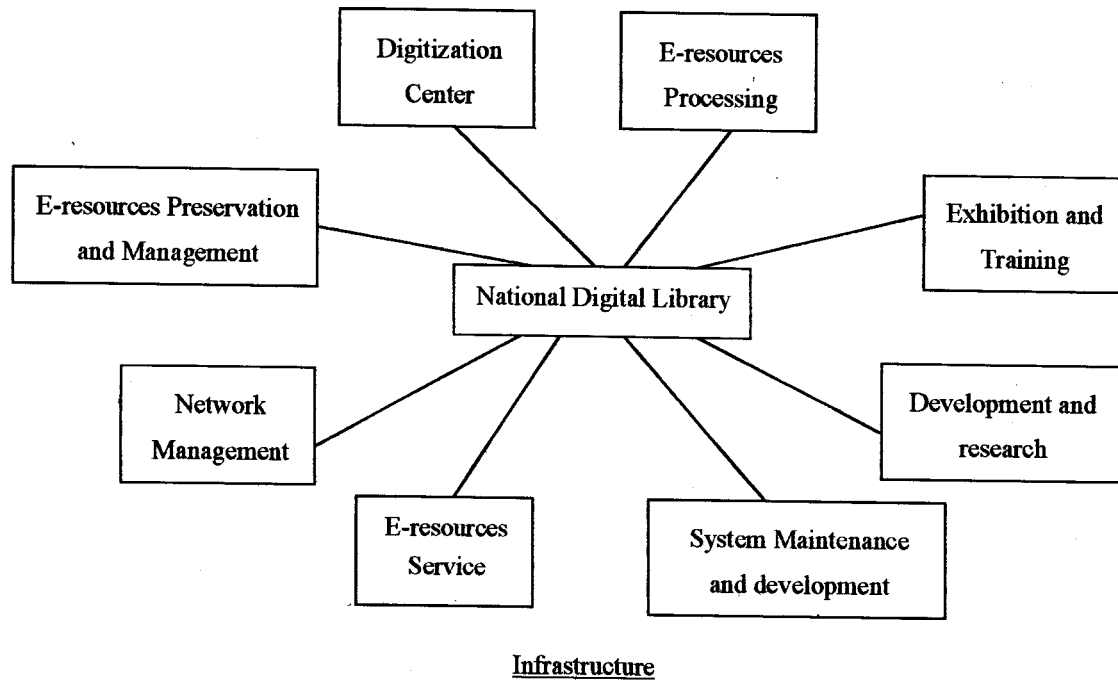 Digitization
Center
E-resources
Processing
E-resources Preservation
and Management
Exhibition and
Training
National Digital Library
Network
Management
Development and
research
E-resources
Service
System Maintenance
and development
Infrastructure